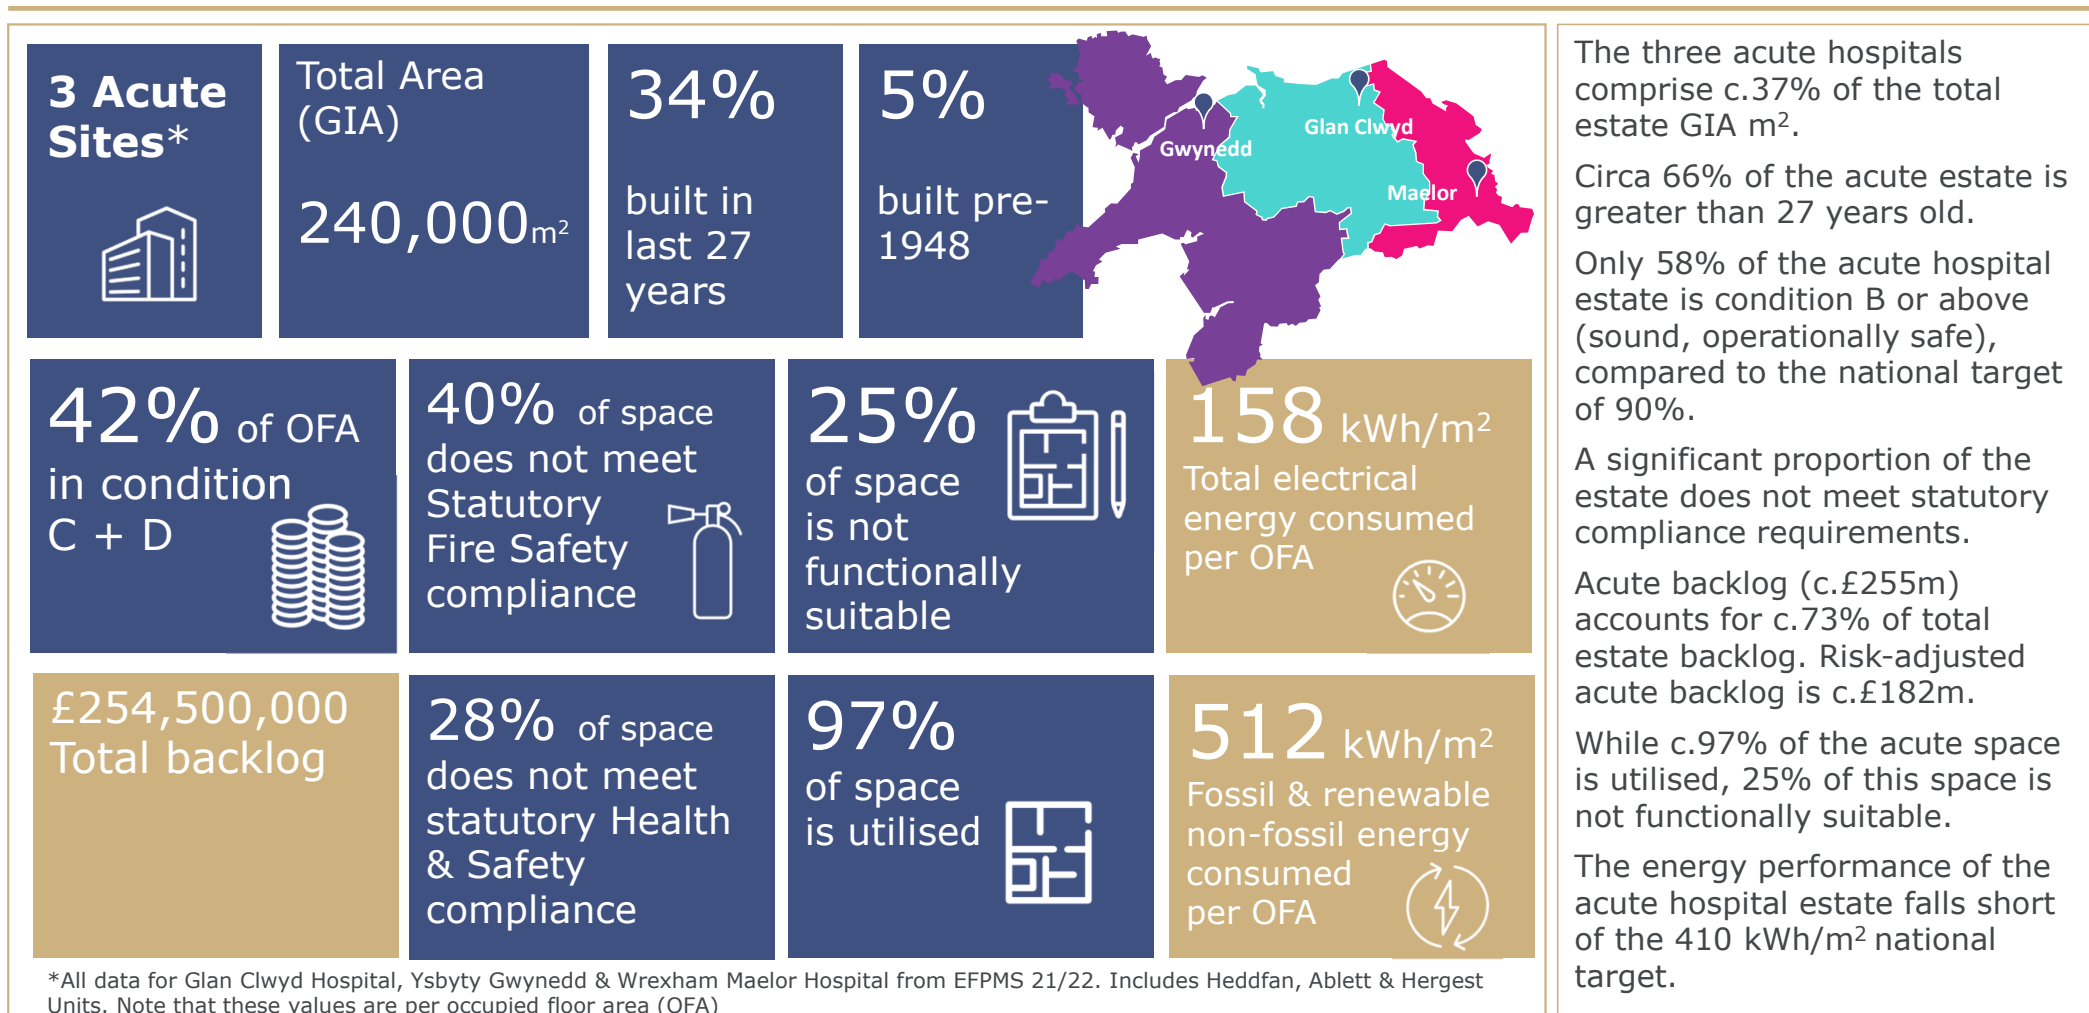 3 Acute
Sites*
Total Area
(GIA)
240,000m²
34%
built in
last 27
years
5%
built pre-
1948
Gwynedd
Glan Clwyd
Maelor
42% of OFA
in condition
C + D
40% of space
does not meet
Statutory
Fire Safety
compliance
25%
of space
is not
functionally
suitable
158 kWh/m²
Total electrical
energy consumed
per OFA
£254,500,000
Total backlog
28% of space
does not meet
statutory Health
& Safety
compliance
97%
of space
is utilised
512 kWh/m²
Fossil & renewable
non-fossil energy
consumed
per OFA
*All data for Glan Clwyd Hospital, Ysbyty Gwynedd & Wrexham Maelor Hospital from EFPMS 21/22. Includes Heddfan, Ablett & Hergest
Units. Note that these values are per occupied floor area (OFA)
The three acute hospitals
comprise c.37% of the total
estate GIA m².
Circa 66% of the acute estate is
greater than 27 years old.
Only 58% of the acute hospital
estate is condition B or above
(sound, operationally safe),
compared to the national target
of 90%.
A significant proportion of the
estate does not meet statutory
compliance requirements.
Acute backlog (c.£255m)
accounts for c.73% of total
estate backlog. Risk-adjusted
acute backlog is c.£182m.
While c.97% of the acute space
is utilised, 25% of this space is
not functionally suitable.
The energy performance of the
acute hospital estate falls short
of the 410 kWh/m² national
target.